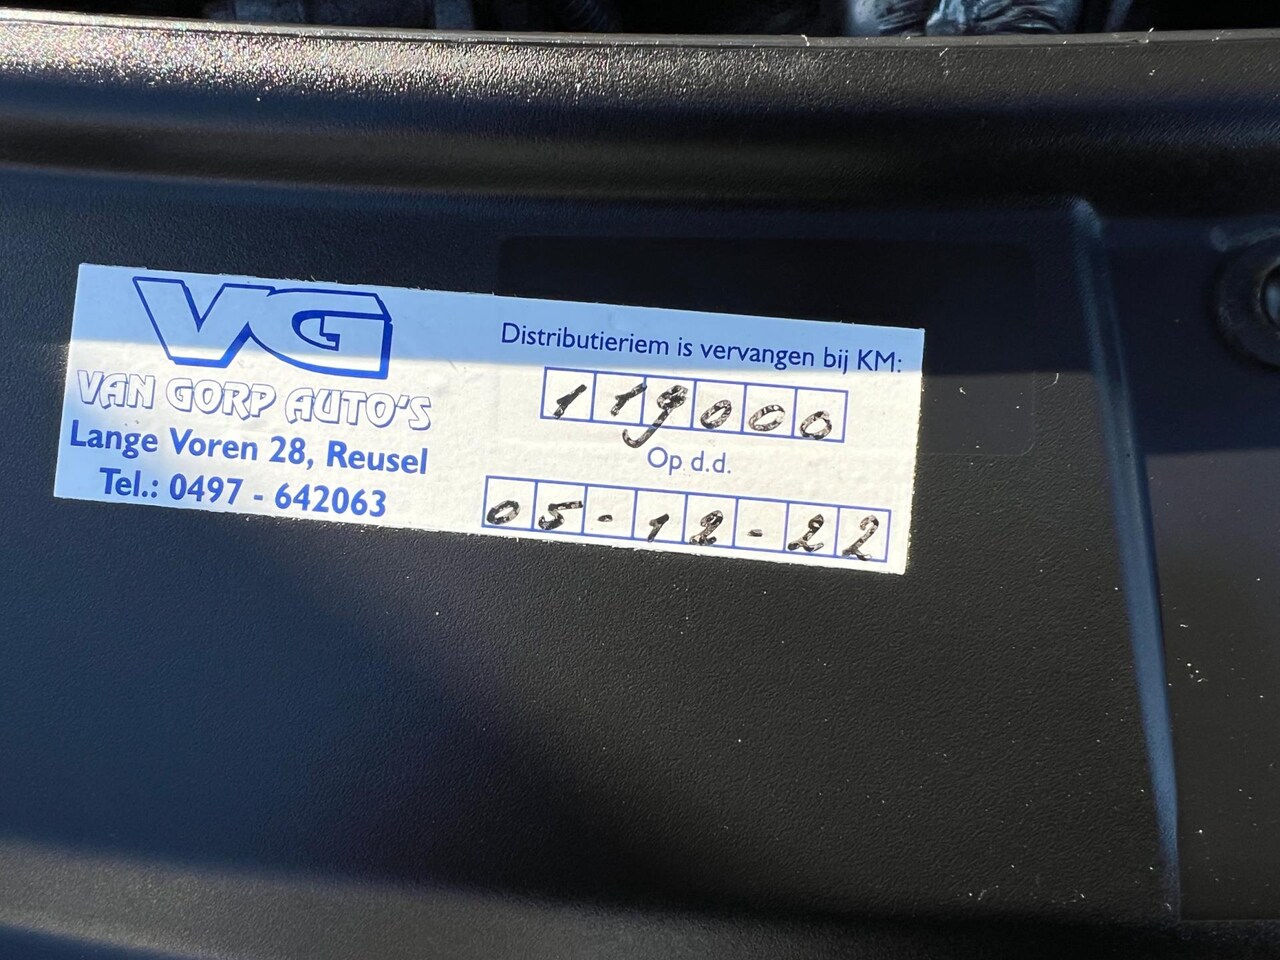 VG
VAN GORP AUTO'S
Lange Voren 28, Reusel
Tel.: 0497 - 642063
Distributieriem is vervangen bij KM:
119000
Op d.d.
05-12-22